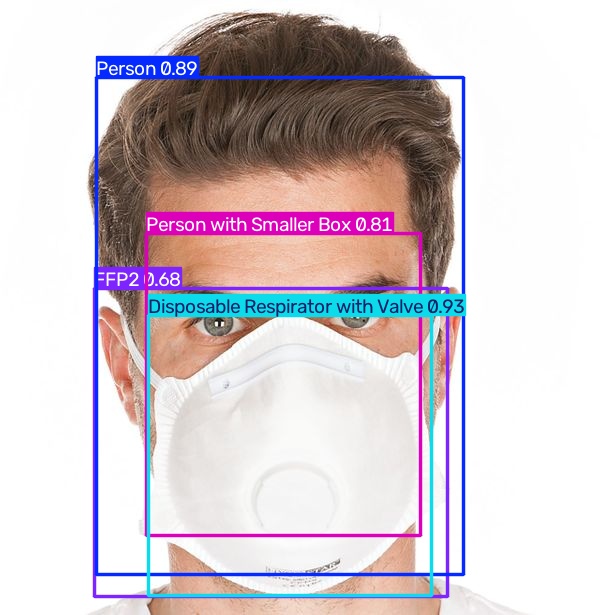 Person 0.89
Person with Smaller Box 0.81
FFP2 0.68
Disposable Respirator with Valve 0.93